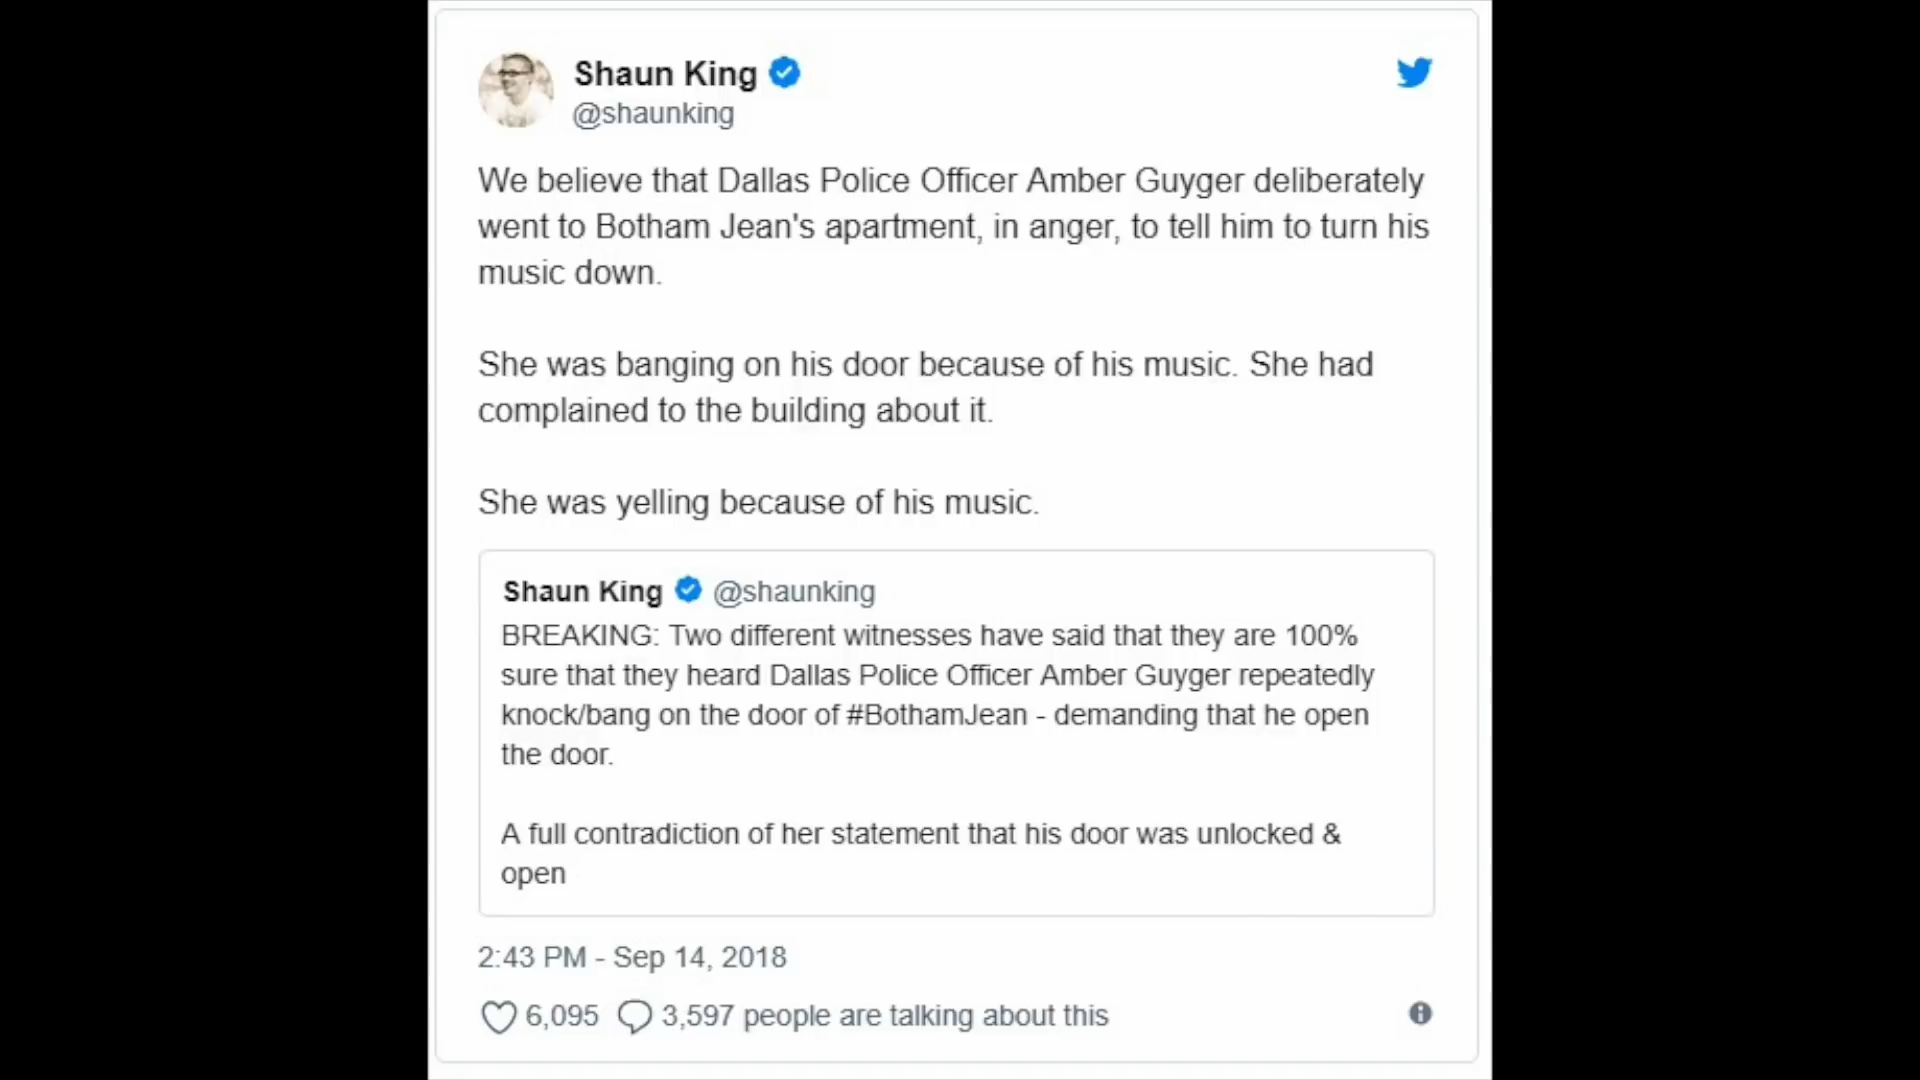 Shaun King
@shaunking
We believe that Dallas Police Officer Amber Guyger deliberately
went to Botham Jean's apartment, in anger, to tell him to turn his
music down.
She was banging on his door because of his music. She had
complained to the building about it.
She was yelling because of his music.
Shaun King @shaunking
BREAKING: Two different witnesses have said that they are 100%
sure that they heard Dallas Police Officer Amber Guyger repeatedly
knock/bang on the door of #BothamJean - demanding that he open
the door.
A full contradiction of her statement that his door was unlocked &
open
2:43 PM - Sep 14, 2018
6,095 3,597 people are talking about this